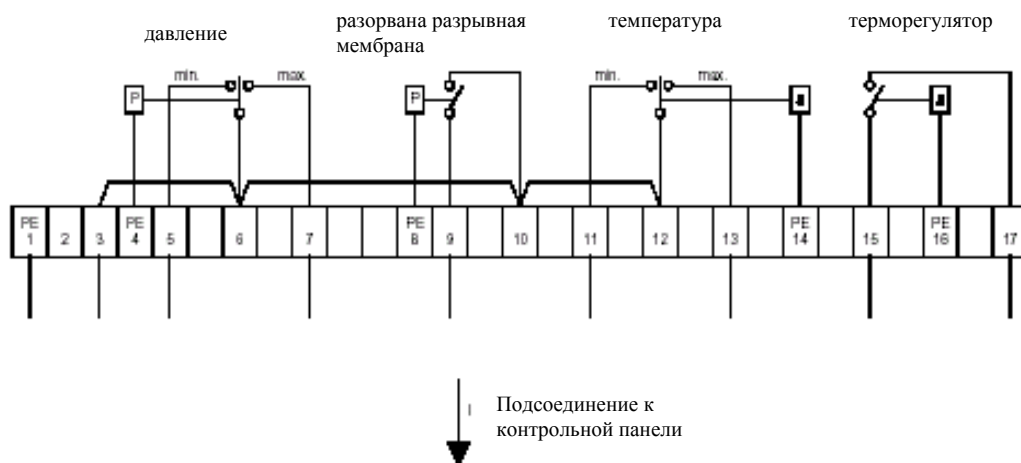 давление
разорвана разрывная
мембрана
температура
терморегулятор
min. max. min. max.
P P
PE 1 2 3 PE 4 5 6 7 PE 8 9 10 11 12 13 PE 14 15 PE 16 17
Подсоединение к
контрольной панели